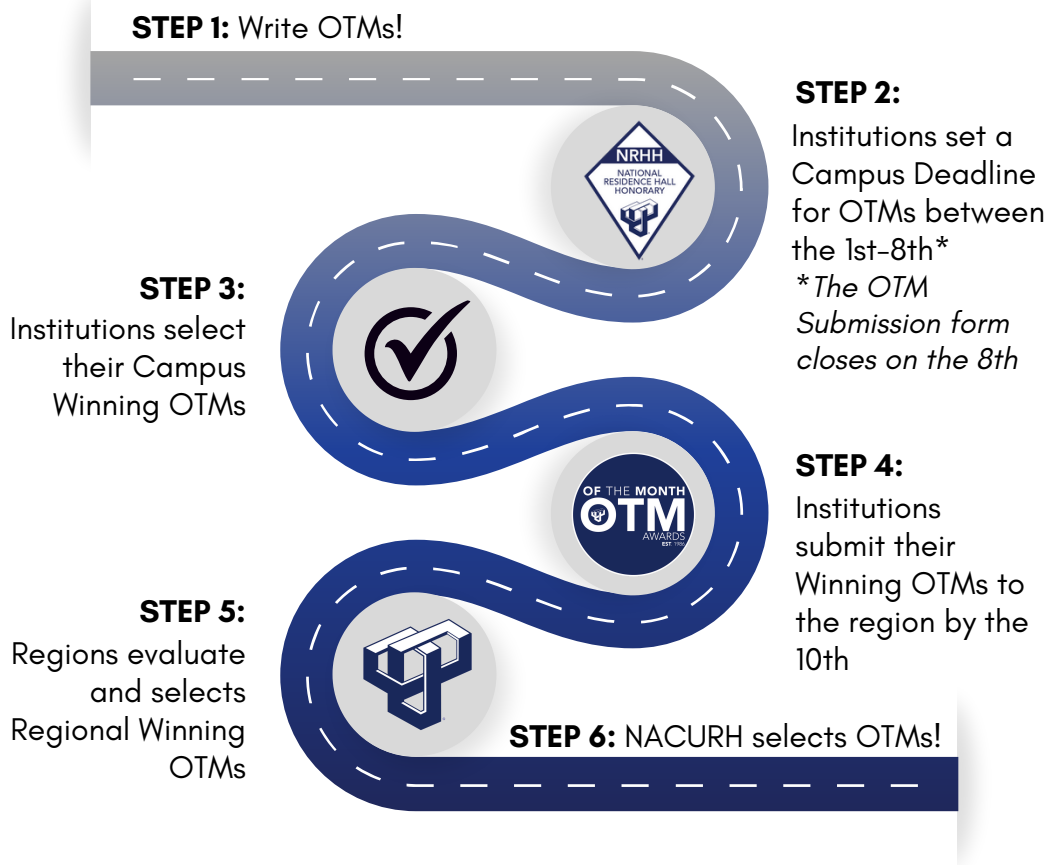 STEP 1: Write OTMs!
STEP 2:
Institutions set a
Campus Deadline
for OTMs between
the 1st-8th*
*The OTM
Submission form
closes on the 8th
NRHH
NATIONAL
RESIDENCE HALL
HONORARY
STEP 3:
Institutions select
their Campus
Winning OTMs
STEP 4:
Institutions
submit their
Winning OTMs to
the region by the
10th
OF THE MONTH
OTM
AWARDS
EST. 1986
STEP 5:
Regions evaluate
and selects
Regional Winning
OTMs
STEP 6: NACURH selects OTMs!